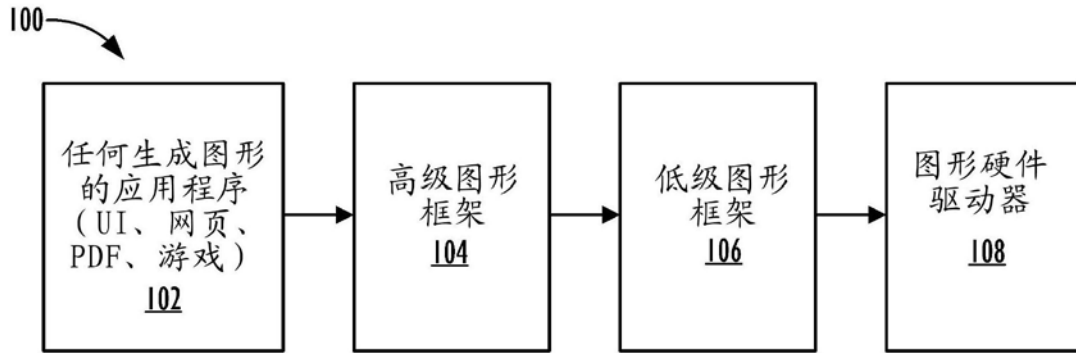 100
任何生成图形
的应用程序
(UI、网页、
PDF、游戏)
102
高级图形
框架
104
低级图形
框架
106
图形硬件
驱动器
108